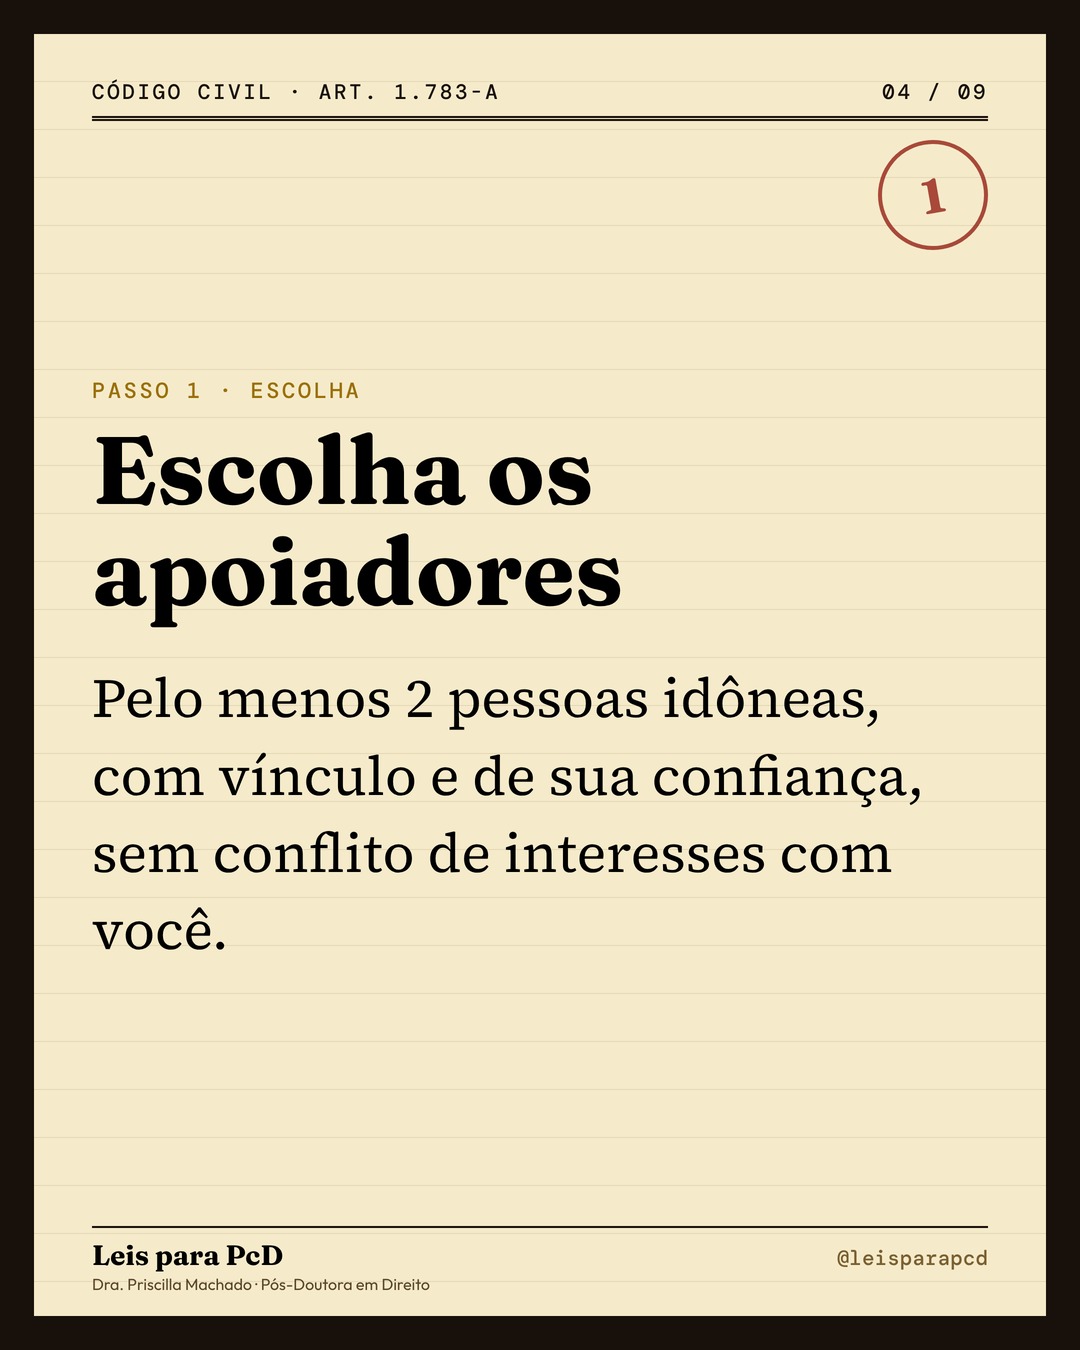 CÓDIGO CIVIL · ART. 1.783-A
04 / 09
1
PASSO 1 · ESCOLHA
Escolha os
apoiadores
Pelo menos 2 pessoas idôneas,
com vínculo e de sua confiança,
sem conflito de interesses com
você.
Leis para PcD
Dra. Priscilla Machado · Pós-Doutora em Direito
@leisparapcd